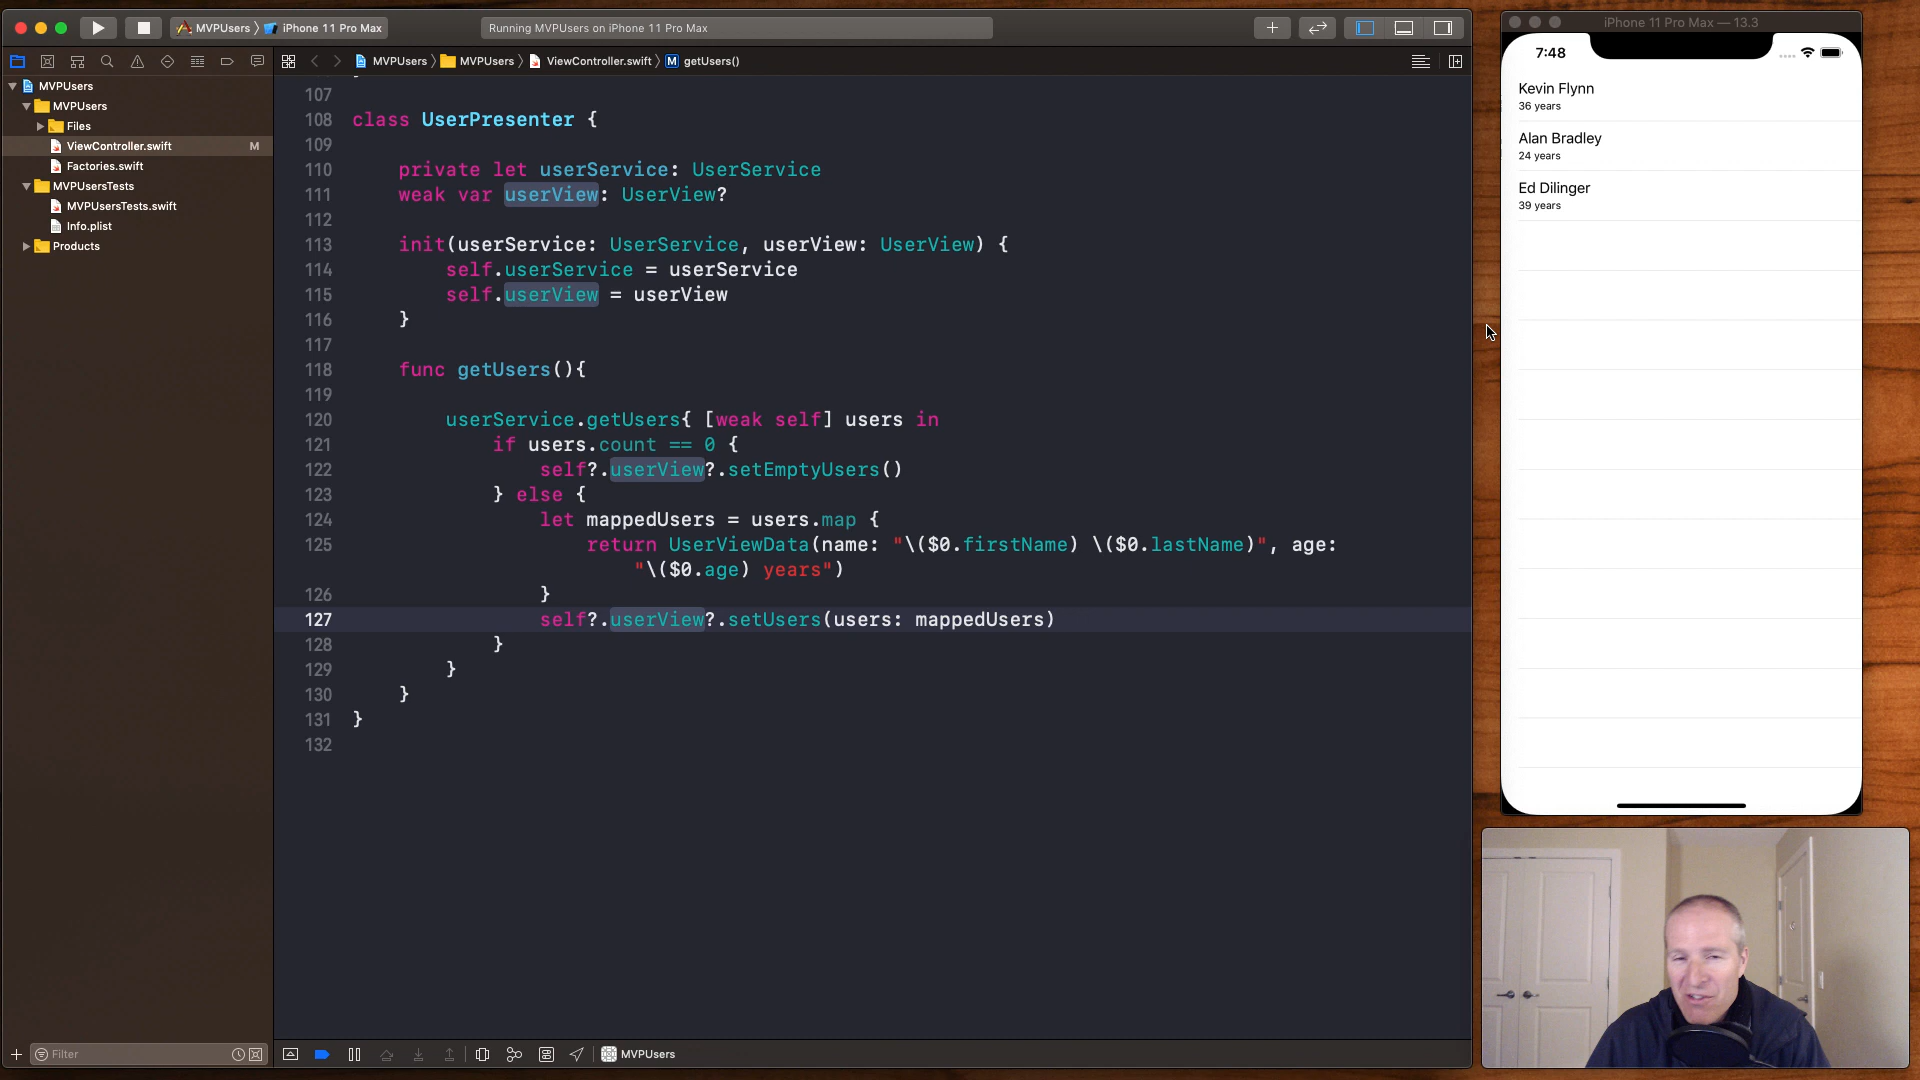 MVPUsers
iPhone 11 Pro Max
Running MVPUsers on iPhone 11 Pro Max
MVPUsers
MVPUsers
ViewController.swift
M
getUsers()
MVPUsers
MVPUsers
Files
ViewController.swift
M
Factories.swift
MVPUsersTests
MVPUsersTests.swift
Info.plist
Products
107
108 class UserPresenter {
109
110 private let userService: UserService
111 weak var userView: UserView?
112
113 init(userService: UserService, userView: UserView) {
114 self.userService = userService
115 self.userView = userView
116 }
117
118 func getUsers(){
119
120 userService.getUsers{ [weak self] users in
121 if users.count == 0 {
122 self?.userView?.setEmptyUsers()
123 } else {
124 let mappedUsers = users.map {
125 return UserViewData(name: "\($0.firstName) \($0.lastName)", age:
"\($0.age) years")
126 }
127 self?.userView?.setUsers(users: mappedUsers)
128 }
129 }
130 }
131 }
132
Filter
MVPUsers
iPhone 11 Pro Max — 13.3
7:48
Kevin Flynn
36 years
Alan Bradley
24 years
Ed Dilinger
39 years